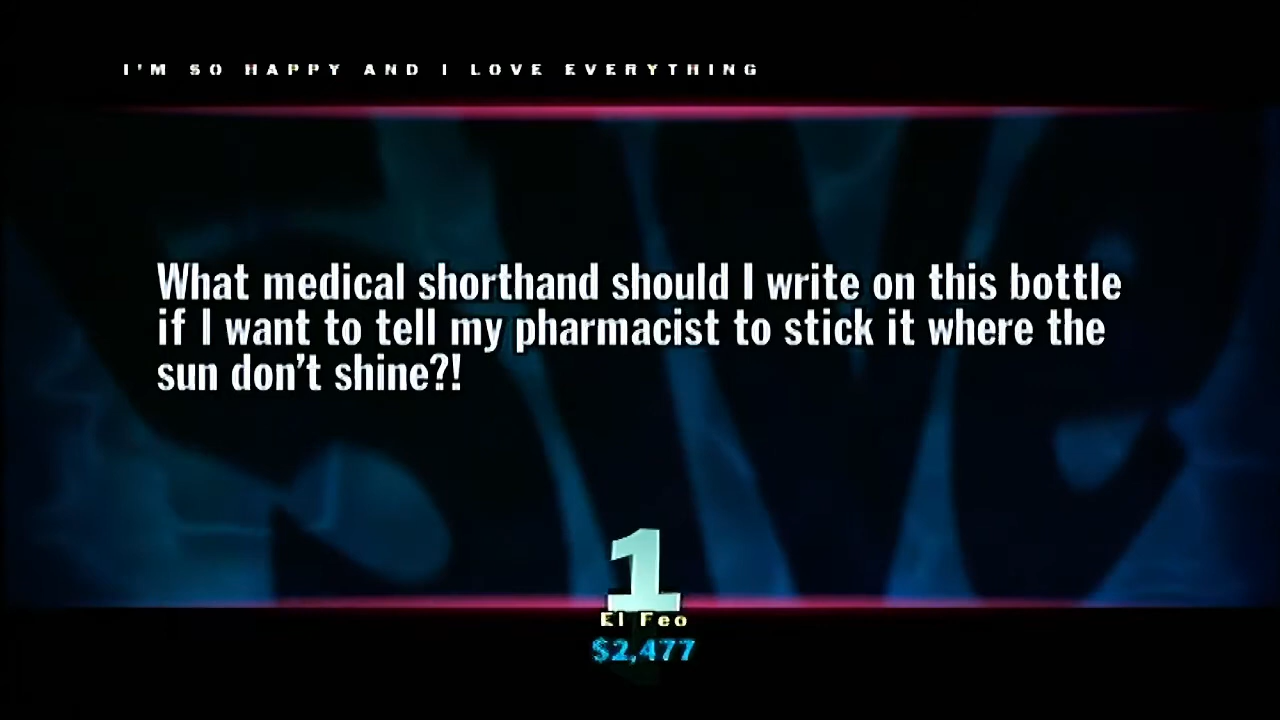 I'M SO HAPPY AND I LOVE EVERYTHING
What medical shorthand should I write on this bottle
if I want to tell my pharmacist to stick it where the
sun don't shine?!
1
El Feo
$2,477